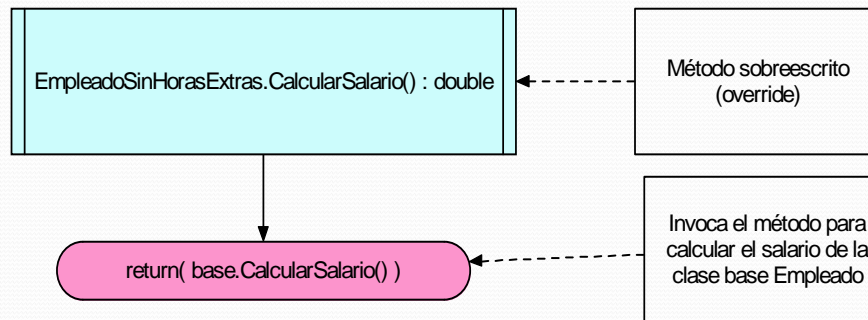 EmpleadoSinHorasExtras.CalcularSalario() : double
Método sobreescrito
(override)
return( base.CalcularSalario() )
Invoca el método para
calcular el salario de la
clase base Empleado